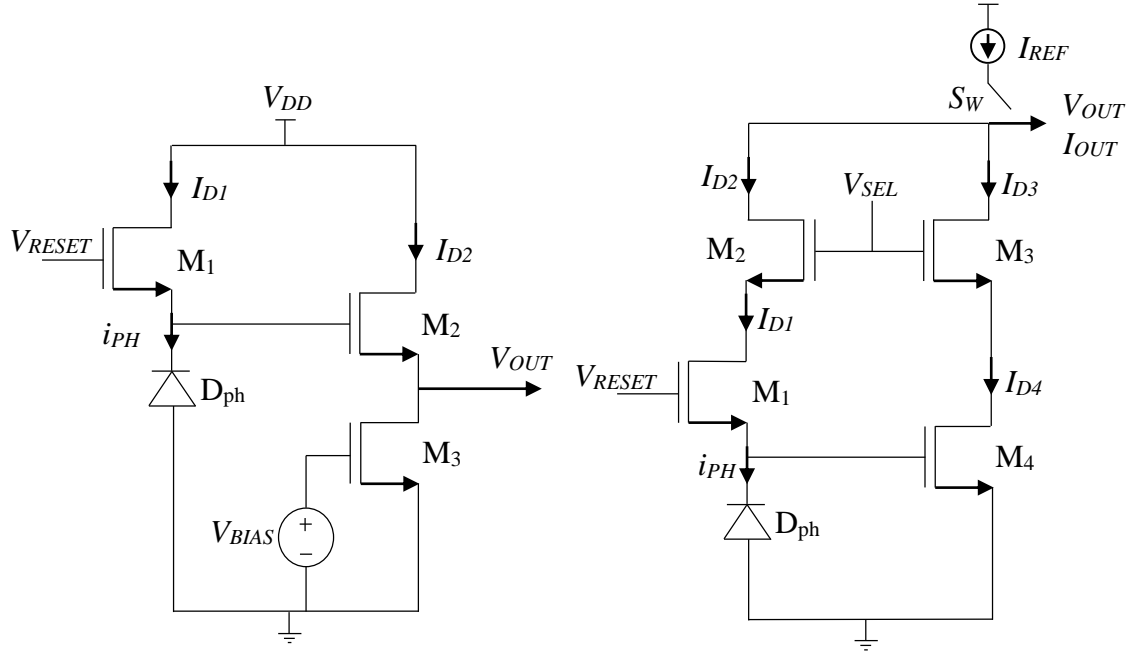 V_DD
I_D1
V_RESET
M_1
I_D2
i_PH
M_2
V_OUT
D_ph
M_3
V_BIAS
+
−
I_REF
S_W
V_OUT
I_OUT
I_D2
V_SEL
I_D3
M_2
M_3
I_D1
V_RESET
M_1
I_D4
i_PH
M_4
D_ph